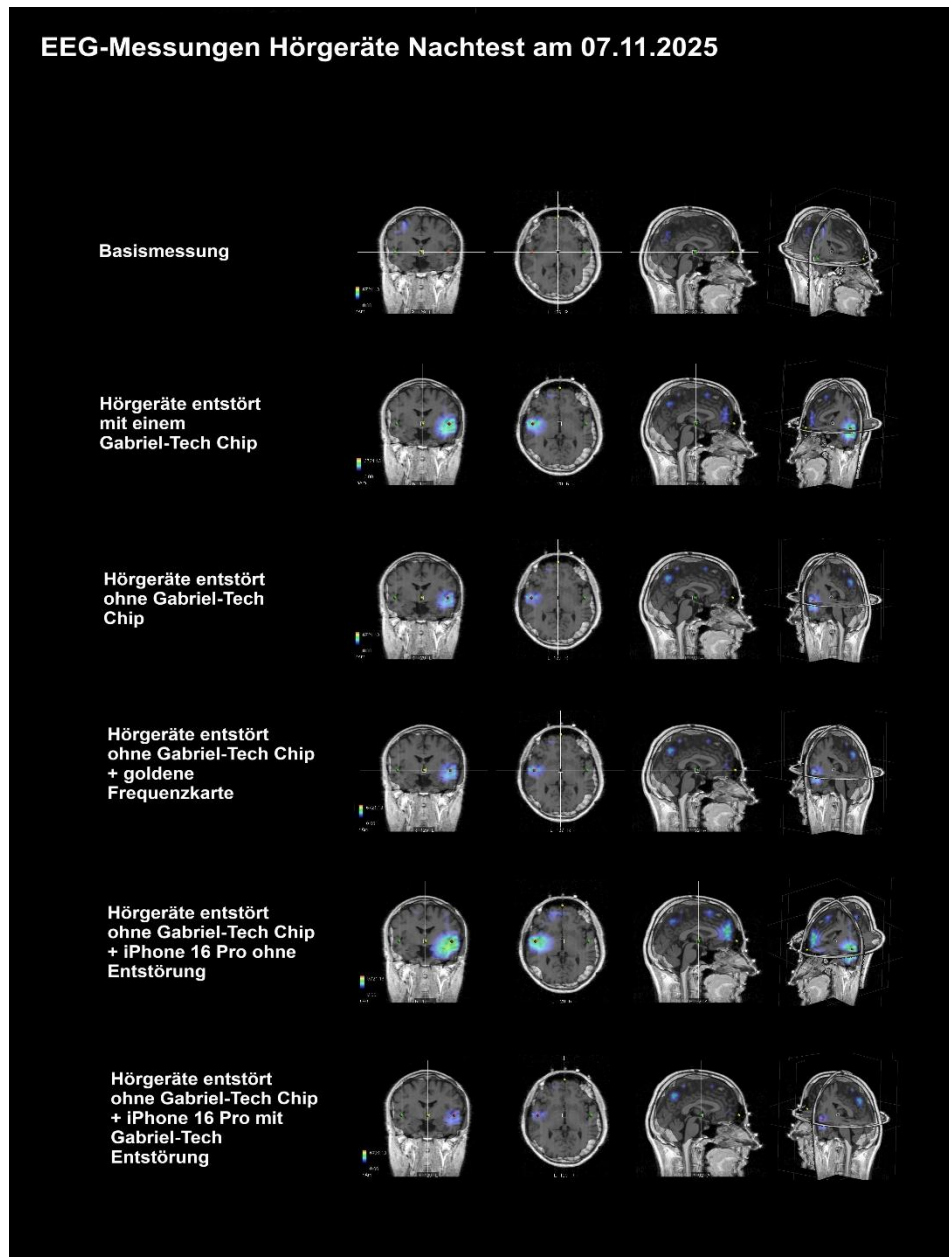 EEG-Messungen Hörgeräte Nachtest am 07.11.2025
Basismessung
Hörgeräte entstört
mit einem
Gabriel-Tech Chip
Hörgeräte entstört
ohne Gabriel-Tech
Chip
Hörgeräte entstört
ohne Gabriel-Tech Chip
+ goldene
Frequenzkarte
Hörgeräte entstört
ohne Gabriel-Tech Chip
+ iPhone 16 Pro ohne
Entstörung
Hörgeräte entstört
ohne Gabriel-Tech Chip
+ iPhone 16 Pro mit
Gabriel-Tech
Entstörung